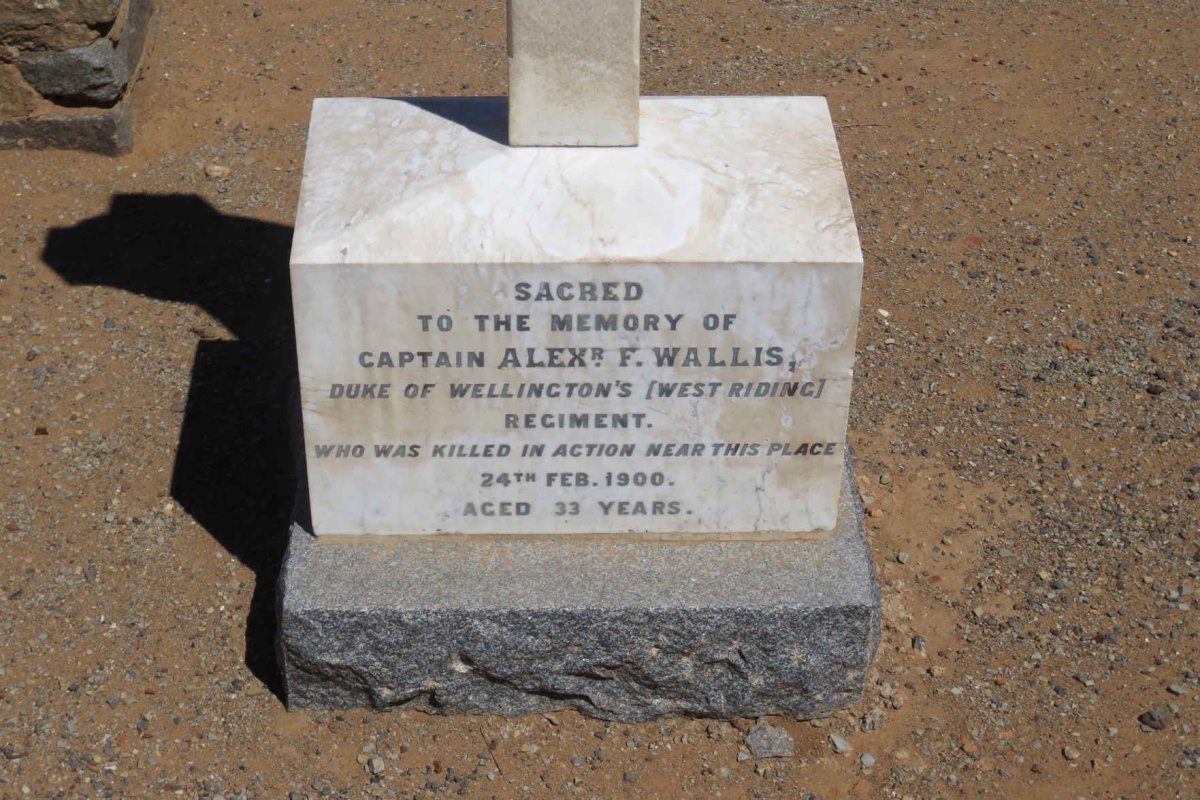 SACRED
TO THE MEMORY OF
CAPTAIN ALEXR. F. WALLIS,
DUKE OF WELLINGTON'S [WEST RIDING]
REGIMENT.
WHO WAS KILLED IN ACTION NEAR THIS PLACE
24TH FEB. 1900.
AGED 33 YEARS.